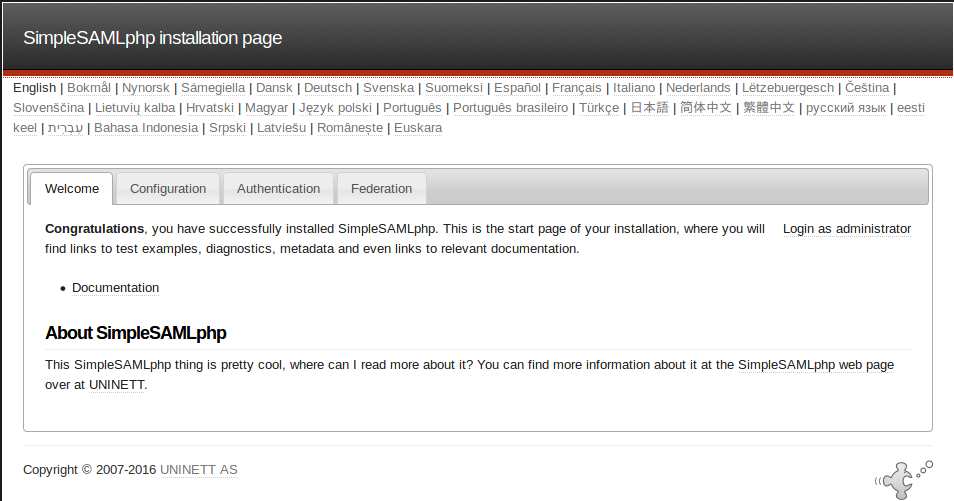 SimpleSAMLphp installation page
English | Bokmål | Nynorsk | Sámegiella | Dansk | Deutsch | Svenska | Suomeksi | Español | Français | Italiano | Nederlands | Lëtzebuergesch | Čeština |
Slovenščina | Lietuvių kalba | Hrvatski | Magyar | Język polski | Português | Português brasileiro | Türkçe | 日本語 | 简体中文 | 繁體中文 | русский язык | eesti
keel | עִבְרִית | Bahasa Indonesia | Srpski | Latviešu | Românește | Euskara
Welcome Configuration Authentication Federation
Congratulations, you have successfully installed SimpleSAMLphp. This is the start page of your installation, where you will Login as administrator
find links to test examples, diagnostics, metadata and even links to relevant documentation.
• Documentation
About SimpleSAMLphp
This SimpleSAMLphp thing is pretty cool, where can I read more about it? You can find more information about it at the SimpleSAMLphp web page
over at UNINETT.
Copyright © 2007-2016 UNINETT AS